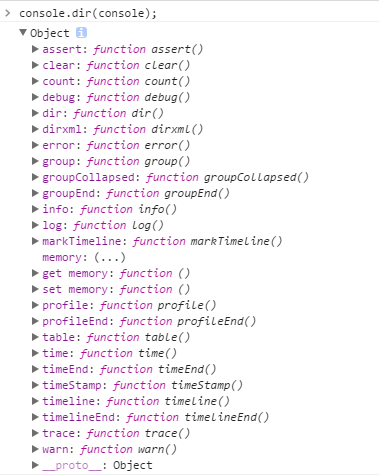 > console.dir(console);
▼ Object i
▶ assert: function assert()
▶ clear: function clear()
▶ count: function count()
▶ debug: function debug()
▶ dir: function dir()
▶ dirxml: function dirxml()
▶ error: function error()
▶ group: function group()
▶ groupCollapsed: function groupCollapsed()
▶ groupEnd: function groupEnd()
▶ info: function info()
▶ log: function log()
▶ markTimeline: function markTimeline()
memory: (...)
▶ get memory: function ()
▶ set memory: function ()
▶ profile: function profile()
▶ profileEnd: function profileEnd()
▶ table: function table()
▶ time: function time()
▶ timeEnd: function timeEnd()
▶ timeStamp: function timeStamp()
▶ timeline: function timeline()
▶ timelineEnd: function timelineEnd()
▶ trace: function trace()
▶ warn: function warn()
▶ __proto__: Object